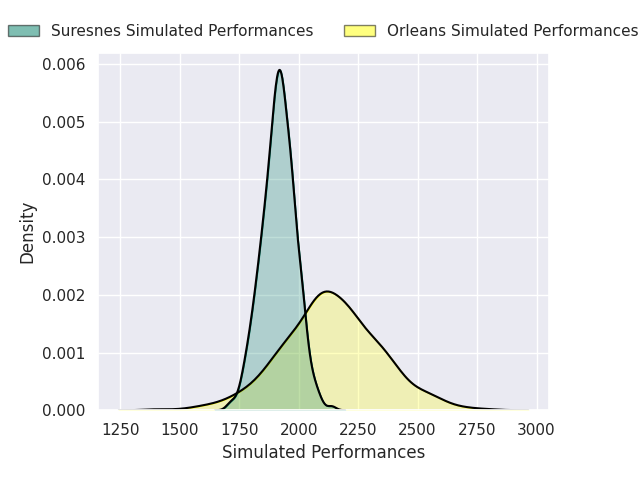 Suresnes Simulated Performances Orleans Simulated Performances
0.006
0.005
0.004
0.003
0.002
0.001
0.000
Density
1250 1500 1750 2000 2250 2500 2750 3000
Simulated Performances